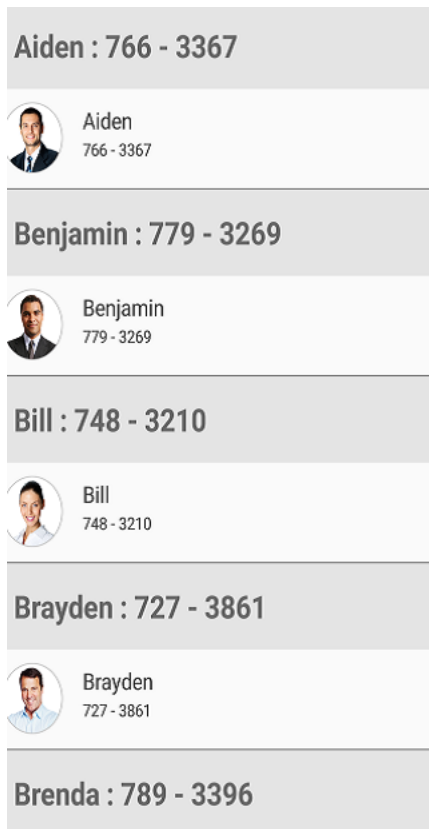 Aiden : 766 - 3367
Aiden
766 - 3367
Benjamin : 779 - 3269
Benjamin
779 - 3269
Bill : 748 - 3210
Bill
748 - 3210
Brayden : 727 - 3861
Brayden
727 - 3861
Brenda : 789 - 3396